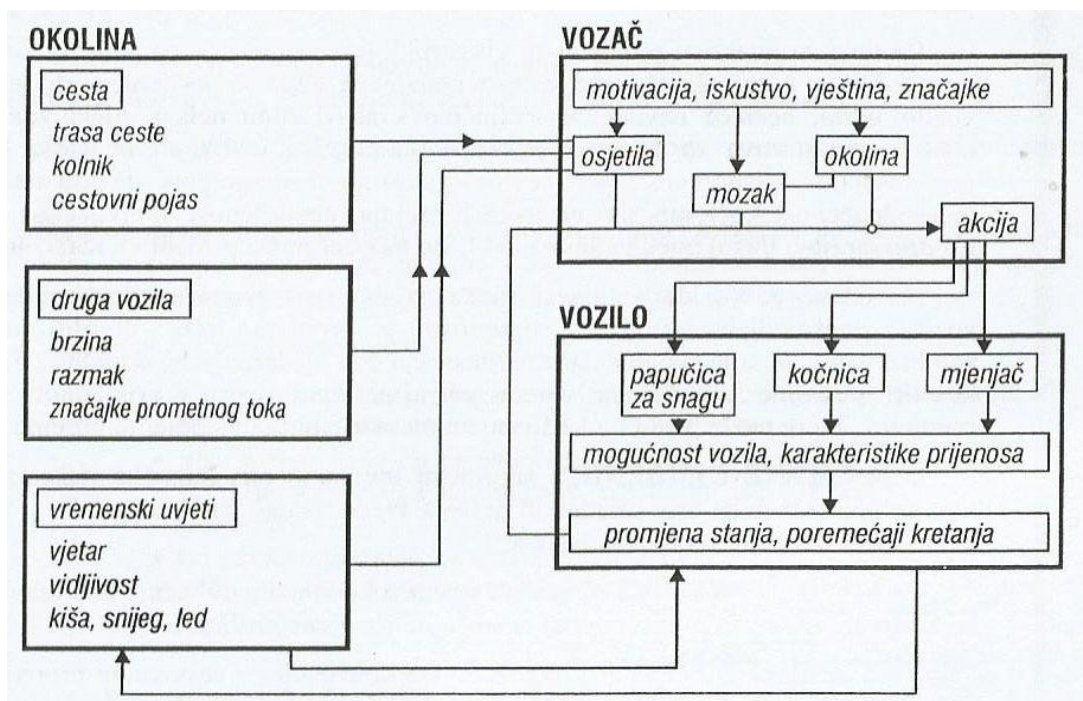 OKOLINA
cesta
trasa ceste
kolnik
cestovni pojas
druga vozila
brzina
razmak
značajke prometnog toka
vremenski uvjeti
vjetar
vidljivost
kiša, snijeg, led
VOZAČ
motivacija, iskustvo, vještina, značajke
osjetila
mozak
okolina
akcija
VOZILO
papučica
za snagu
kočnica
mjenjač
mogućnost vozila, karakteristike prijenosa
promjena stanja, poremećaji kretanja